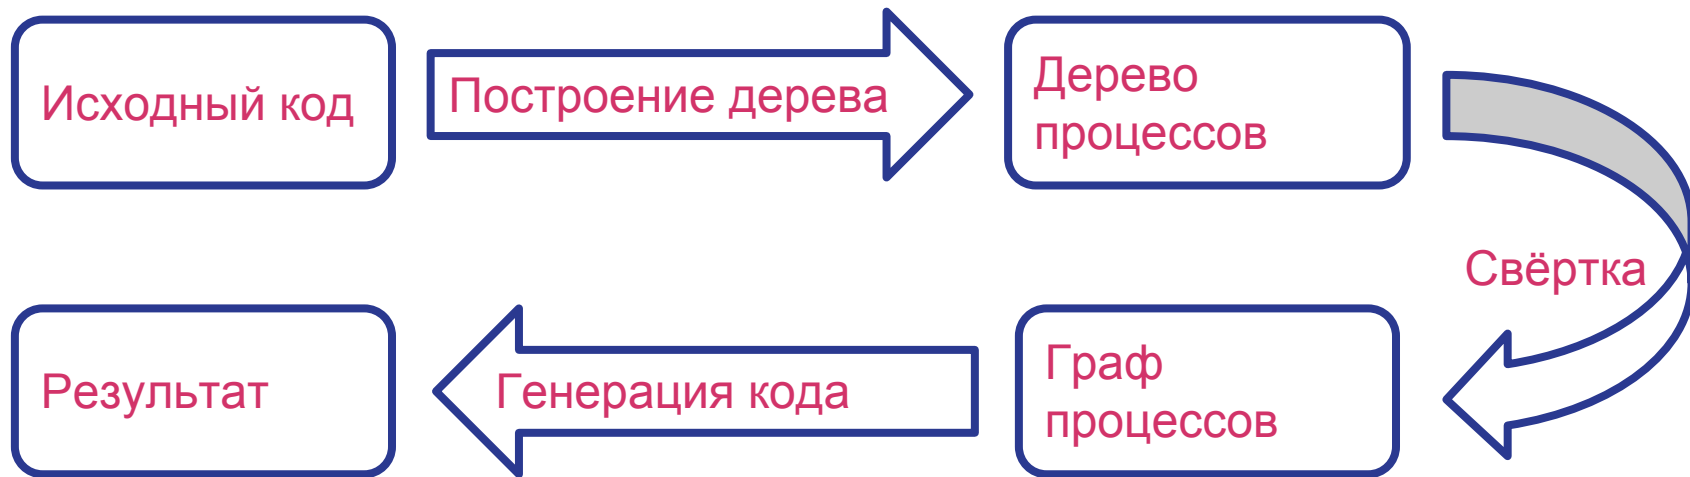 Исходный код
Построение дерева
Дерево
процессов
Свёртка
Граф
процессов
Генерация кода
Результат